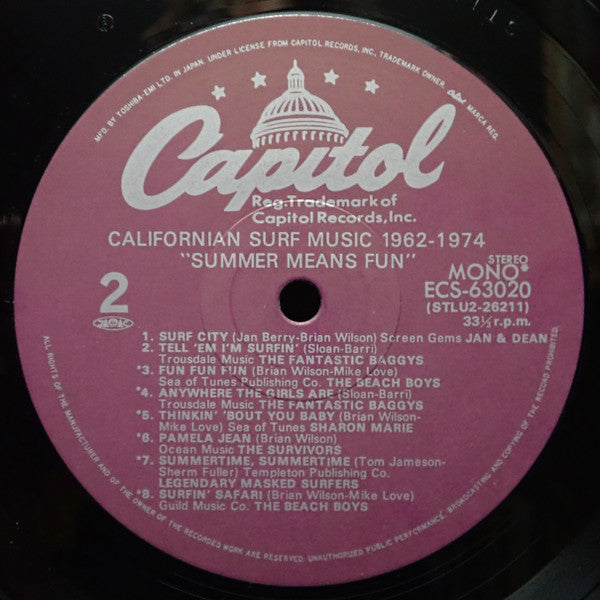 MFD. BY TOSHIBA-EMI LTD. IN JAPAN. UNDER LICENSE FROM CAPITOL RECORDS, INC., TRADEMARK OWNER. Capitol MARCA REG.
Capitol
Reg. Trademark of
Capitol Records, Inc.
CALIFORNIAN SURF MUSIC 1962-1974
"SUMMER MEANS FUN"
STEREO
MONO*
2
ECS-63020
(STLU2-26211)
33⅓ r.p.m.
1. SURF CITY (Jan Berry-Brian Wilson) Screen Gems JAN & DEAN
2. TELL 'EM I'M SURFIN' (Sloan-Barri)
Trousdale Music THE FANTASTIC BAGGYS
*3. FUN FUN FUN (Brian Wilson-Mike Love)
Sea of Tunes Publishing Co. THE BEACH BOYS
*4. ANYWHERE THE GIRLS ARE (Sloan-Barri)
Trousdale Music THE FANTASTIC BAGGYS
*5. THINKIN' 'BOUT YOU BABY (Brian Wilson-
Mike Love) Sea of Tunes SHARON MARIE
*6. PAMELA JEAN (Brian Wilson)
Ocean Music THE SURVIVORS
*7. SUMMERTIME, SUMMERTIME (Tom Jameson-
Sherm Fuller) Templeton Publishing Co.
LEGENDARY MASKED SURFERS
*8. SURFIN' SAFARI (Brian Wilson-Mike Love)
Guild Music Co. THE BEACH BOYS
ALL RIGHTS OF THE MANUFACTURER AND OF THE OWNER OF THE RECORDED WORK ARE RESERVED. UNAUTHORIZED PUBLIC PERFORMANCE, BROADCASTING AND COPYING OF THE RECORD PROHIBITED.